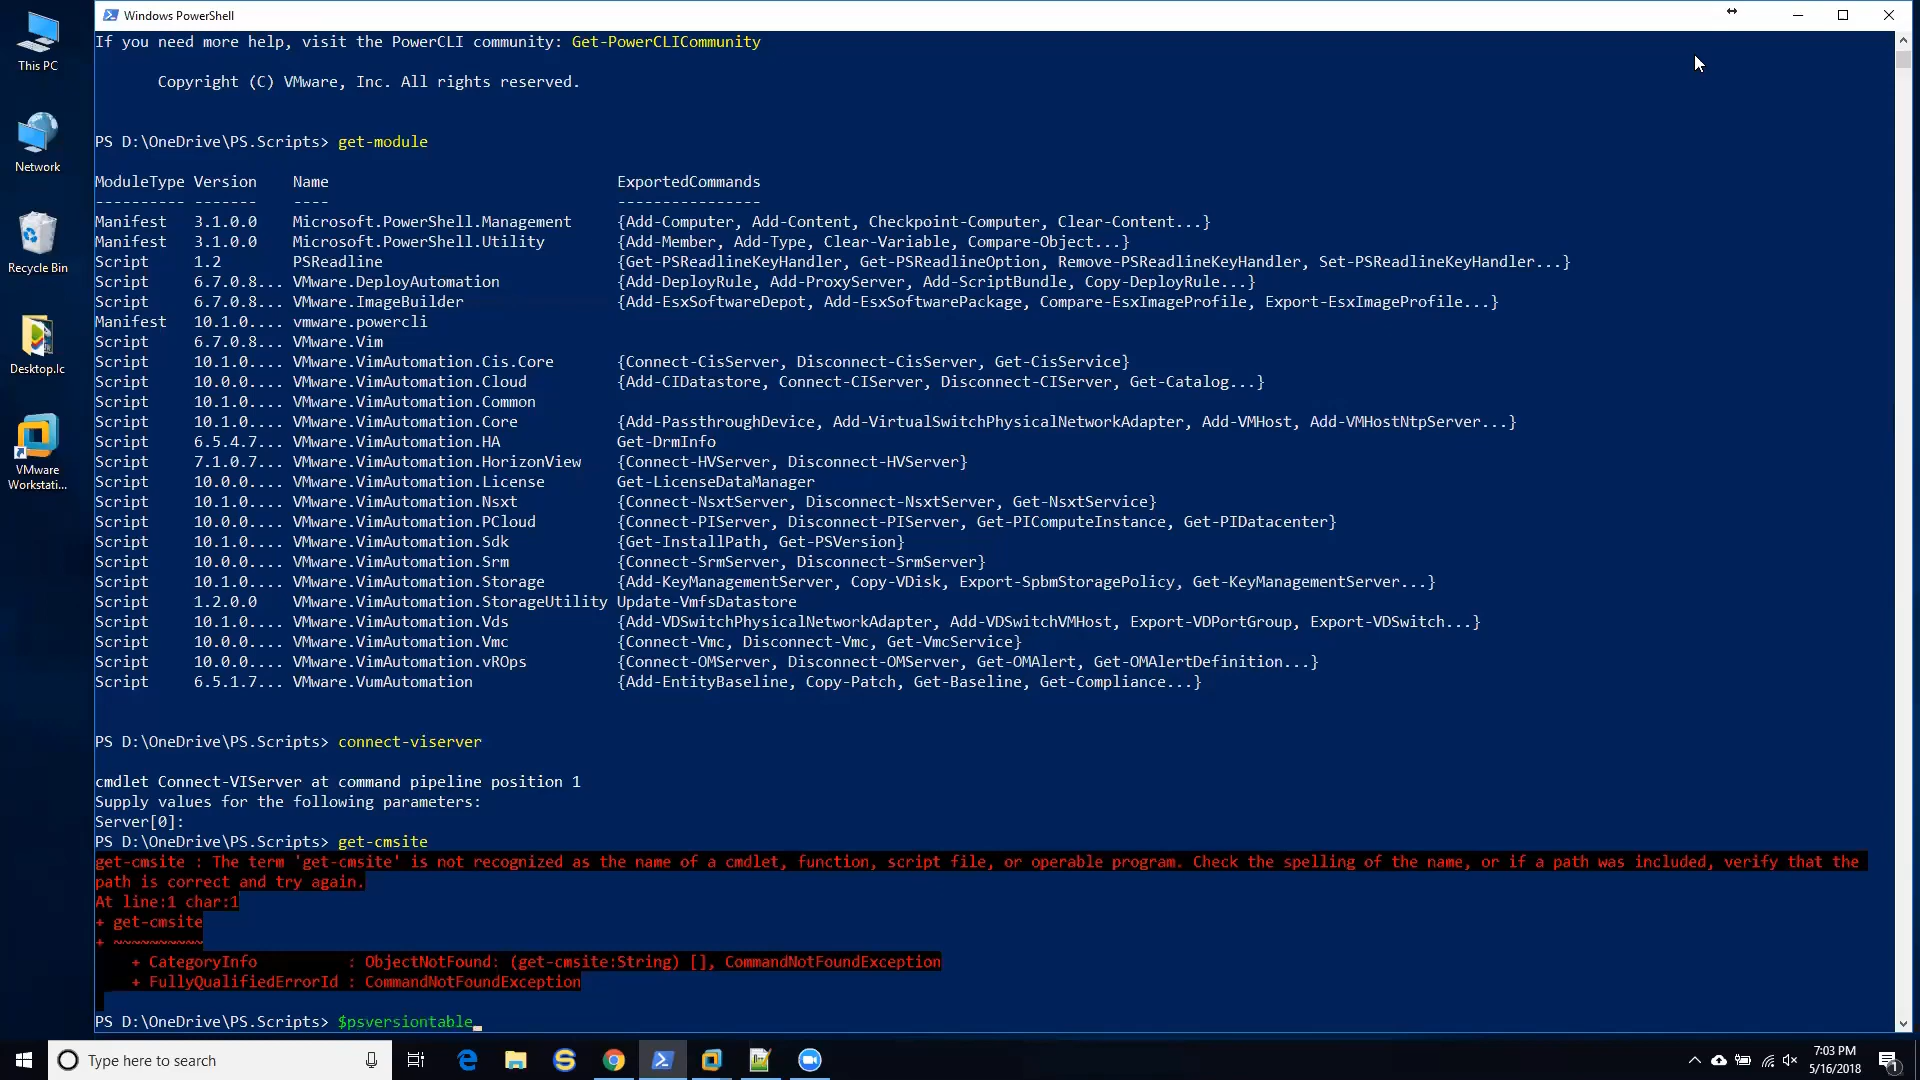 Windows PowerShell
If you need more help, visit the PowerCLI community: Get-PowerCLICommunity
Copyright (C) VMware, Inc. All rights reserved.
PS D:\OneDrive\PS.Scripts> get-module
ModuleType Version    Name                                ExportedCommands
---------- -------    ----                                ----------------
Manifest   3.1.0.0    Microsoft.PowerShell.Management     {Add-Computer, Add-Content, Checkpoint-Computer, Clear-Content...}
Manifest   3.1.0.0    Microsoft.PowerShell.Utility        {Add-Member, Add-Type, Clear-Variable, Compare-Object...}
Script     1.2        PSReadline                          {Get-PSReadlineKeyHandler, Get-PSReadlineOption, Remove-PSReadlineKeyHandler, Set-PSReadlineKeyHandler...}
Script     6.7.0.8... VMware.DeployAutomation             {Add-DeployRule, Add-ProxyServer, Add-ScriptBundle, Copy-DeployRule...}
Script     6.7.0.8... VMware.ImageBuilder                 {Add-EsxSoftwareDepot, Add-EsxSoftwarePackage, Compare-EsxImageProfile, Export-EsxImageProfile...}
Manifest   10.1.0.... vmware.powercli
Script     6.7.0.8... VMware.Vim
Script     10.1.0.... VMware.VimAutomation.Cis.Core       {Connect-CisServer, Disconnect-CisServer, Get-CisService}
Script     10.0.0.... VMware.VimAutomation.Cloud          {Add-CIDatastore, Connect-CIServer, Disconnect-CIServer, Get-Catalog...}
Script     10.1.0.... VMware.VimAutomation.Common
Script     10.1.0.... VMware.VimAutomation.Core           {Add-PassthroughDevice, Add-VirtualSwitchPhysicalNetworkAdapter, Add-VMHost, Add-VMHostNtpServer...}
Script     6.5.4.7... VMware.VimAutomation.HA             Get-DrmInfo
Script     7.1.0.7... VMware.VimAutomation.HorizonView    {Connect-HVServer, Disconnect-HVServer}
Script     10.0.0.... VMware.VimAutomation.License        Get-LicenseDataManager
Script     10.1.0.... VMware.VimAutomation.Nsxt           {Connect-NsxtServer, Disconnect-NsxtServer, Get-NsxtService}
Script     10.0.0.... VMware.VimAutomation.PCloud         {Connect-PIServer, Disconnect-PIServer, Get-PIComputeInstance, Get-PIDatacenter}
Script     10.1.0.... VMware.VimAutomation.Sdk            {Get-InstallPath, Get-PSVersion}
Script     10.0.0.... VMware.VimAutomation.Srm            {Connect-SrmServer, Disconnect-SrmServer}
Script     10.1.0.... VMware.VimAutomation.Storage        {Add-KeyManagementServer, Copy-VDisk, Export-SpbmStoragePolicy, Get-KeyManagementServer...}
Script     1.2.0.0    VMware.VimAutomation.StorageUtility Update-VmfsDatastore
Script     10.1.0.... VMware.VimAutomation.Vds            {Add-VDSwitchPhysicalNetworkAdapter, Add-VDSwitchVMHost, Export-VDPortGroup, Export-VDSwitch...}
Script     10.0.0.... VMware.VimAutomation.Vmc            {Connect-Vmc, Disconnect-Vmc, Get-VmcService}
Script     10.0.0.... VMware.VimAutomation.vROps          {Connect-OMServer, Disconnect-OMServer, Get-OMAlert, Get-OMAlertDefinition...}
Script     6.5.1.7... VMware.VumAutomation                {Add-EntityBaseline, Copy-Patch, Get-Baseline, Get-Compliance...}
PS D:\OneDrive\PS.Scripts> connect-viserver
cmdlet Connect-VIServer at command pipeline position 1
Supply values for the following parameters:
Server[0]:
PS D:\OneDrive\PS.Scripts> get-cmsite
get-cmsite : The term 'get-cmsite' is not recognized as the name of a cmdlet, function, script file, or operable program. Check the spelling of the name, or if a path was included, verify that the
path is correct and try again.
At line:1 char:1
+ get-cmsite
+ ~~~~~~~~~~
    + CategoryInfo          : ObjectNotFound: (get-cmsite:String) [], CommandNotFoundException
    + FullyQualifiedErrorId : CommandNotFoundException
PS D:\OneDrive\PS.Scripts> $psversiontable
This PC
Network
Recycle Bin
Desktop.lc
VMware
Workstati...
Type here to search
7:03 PM
5/16/2018
1